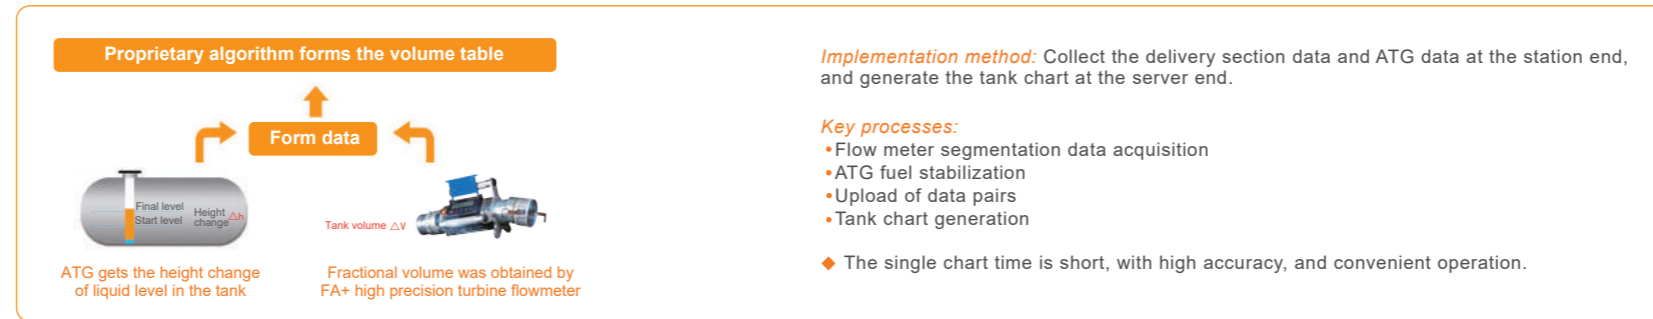 Proprietary algorithm forms the volume table
Form data
Final level
Start level
Height
change
△h
Tank volume △V
ATG gets the height change
of liquid level in the tank
Fractional volume was obtained by
FA+ high precision turbine flowmeter
Implementation method: Collect the delivery section data and ATG data at the station end,
and generate the tank chart at the server end.
Key processes:
•Flow meter segmentation data acquisition
•ATG fuel stabilization
•Upload of data pairs
•Tank chart generation
◆ The single chart time is short, with high accuracy, and convenient operation.